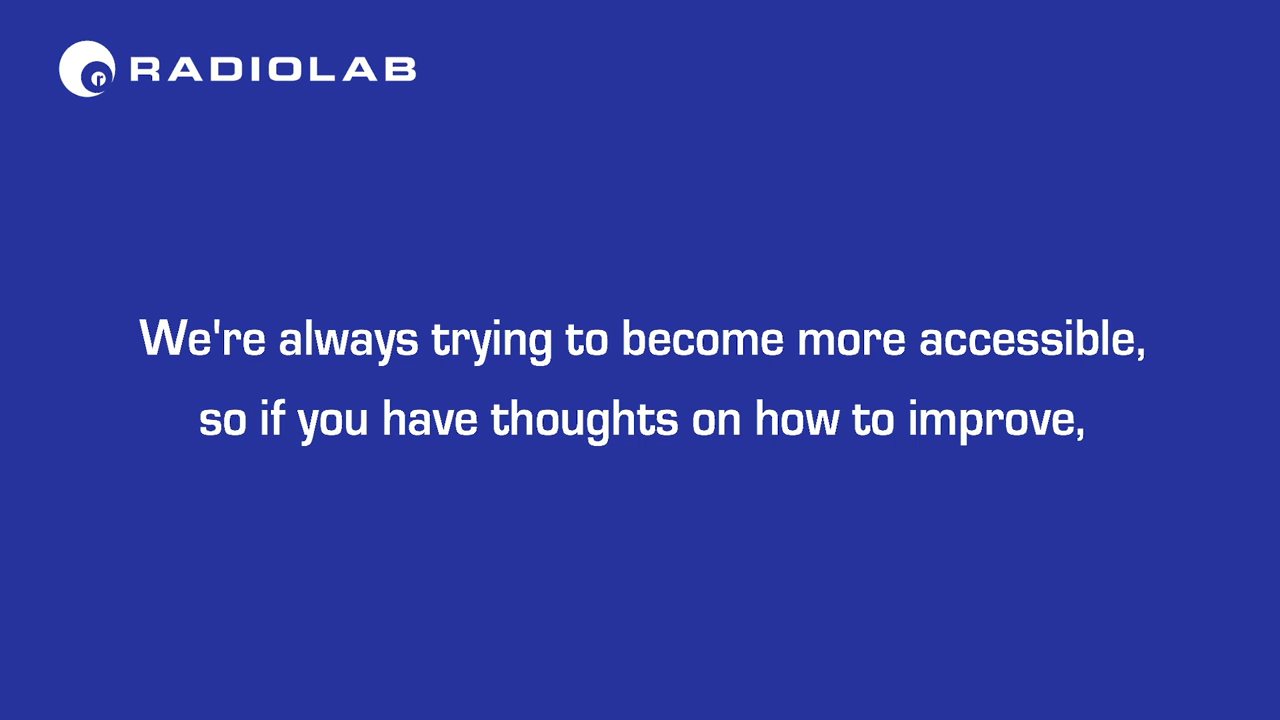 RADIOLAB
We're always trying to become more accessible,
so if you have thoughts on how to improve,